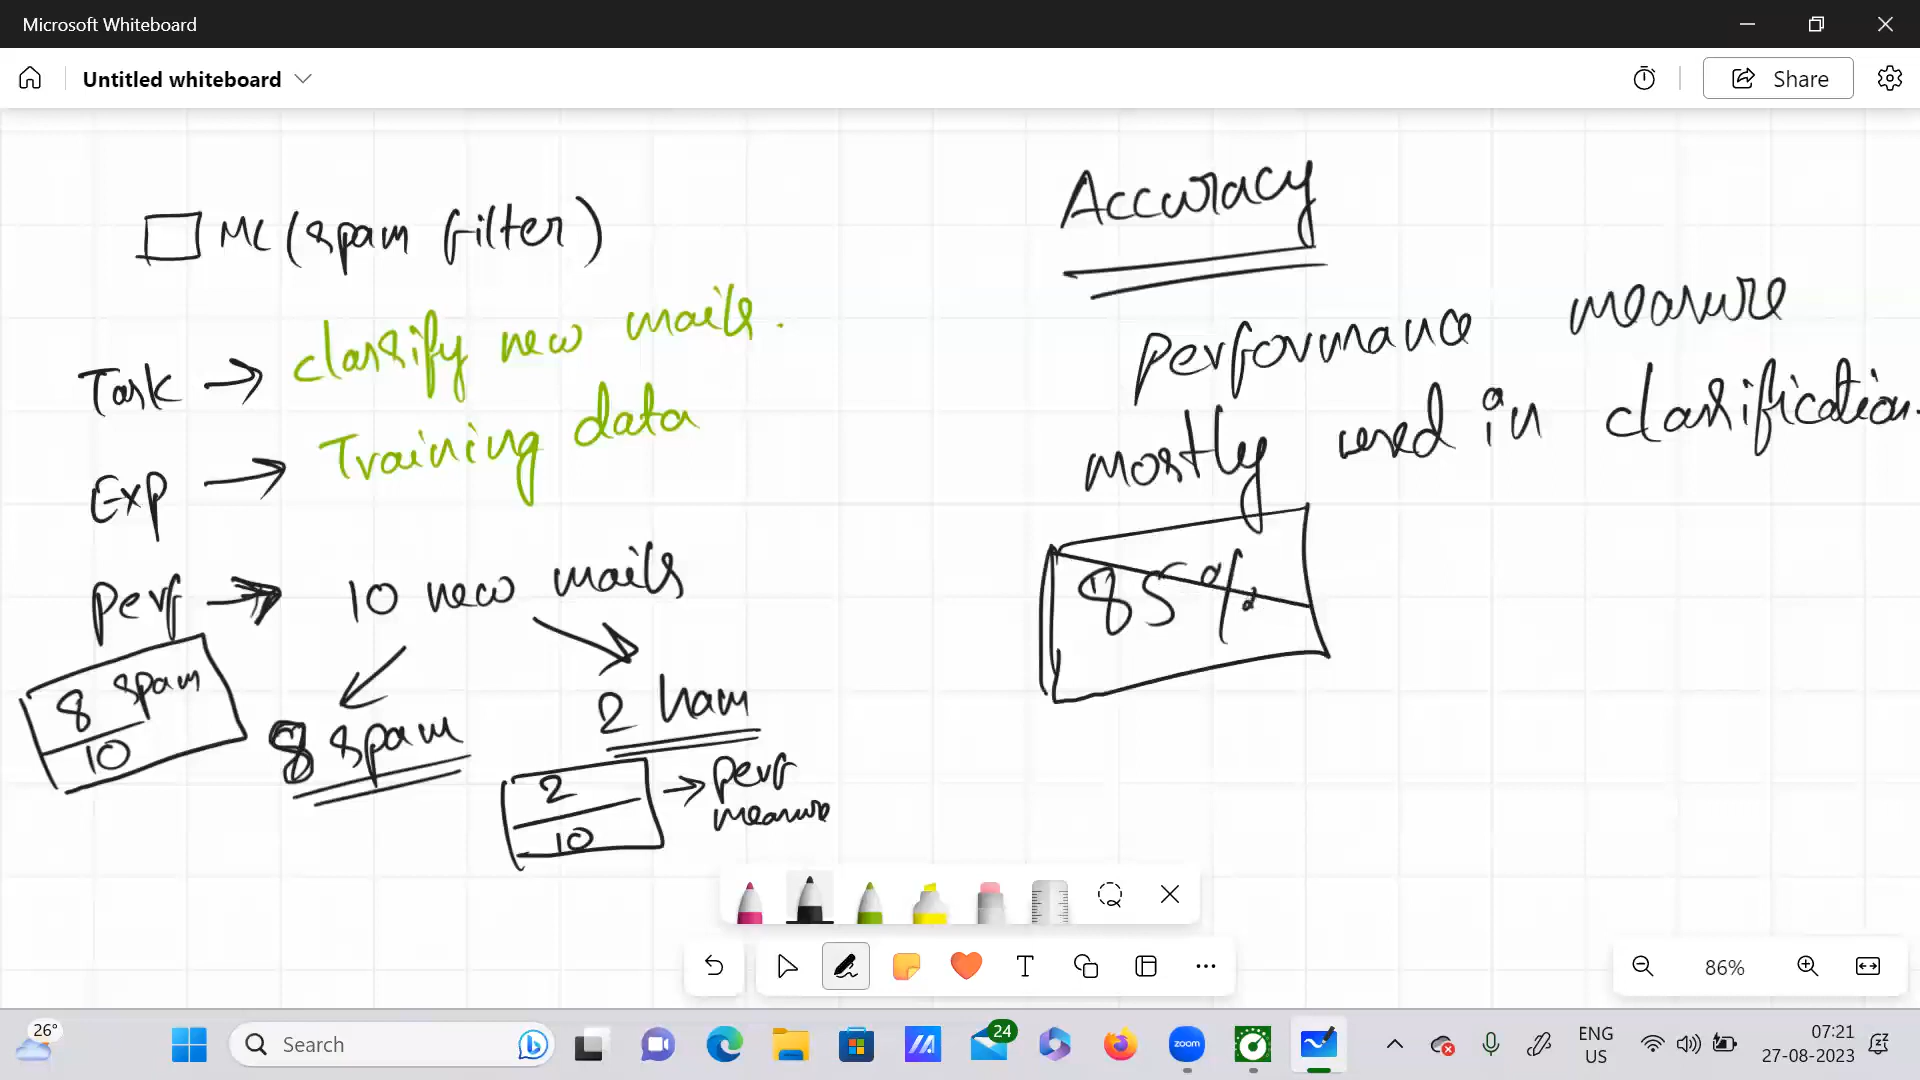 Microsoft Whiteboard
Untitled whiteboard
Share
□ ML (spam filter)
Task → classify new mails.
Exp → Training data
Perf → 10 new mails
8 spam
10
8 spam
2 ham
2
10
→ perf
measure
Accuracy
performance measure
mostly used in classification.
85%
86%
26°
Search
24
zoom
ENG
US
07:21
27-08-2023